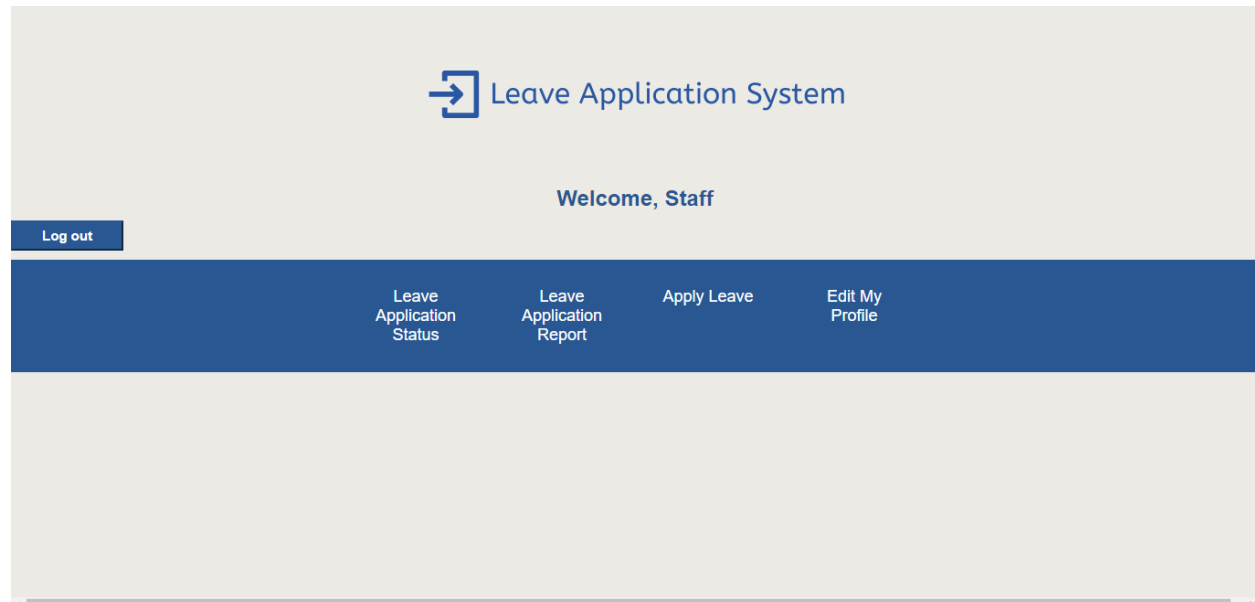 Leave Application System
Welcome, Staff
Log out
Leave
Application
Status
Leave
Application
Report
Apply Leave
Edit My
Profile